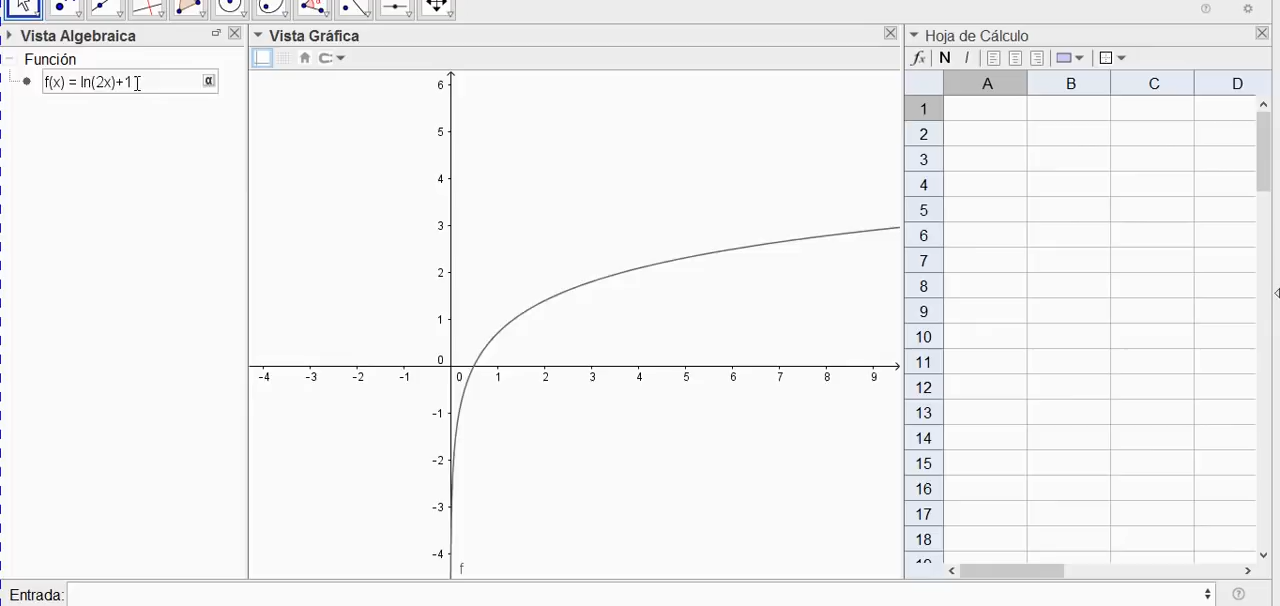 Vista Algebraica
Función
f(x) = ln(2x)+1
α
Vista Gráfica
6
5
4
3
2
1
0
-1
-2
-3
-4
-4 -3 -2 -1 0 1 2 3 4 5 6 7 8 9
f
Hoja de Cálculo
fx N I
A B C D
1
2
3
4
5
6
7
8
9
10
11
12
13
14
15
16
17
18
19
Entrada: